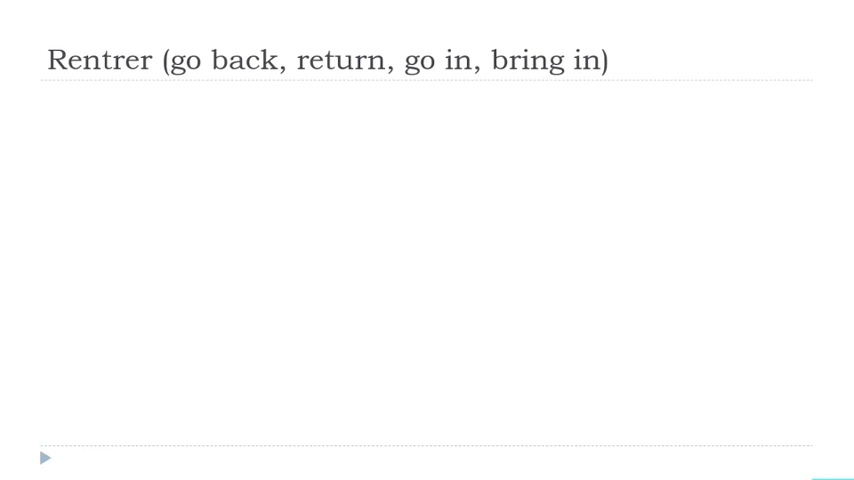 Rentrer (go back, return, go in, bring in)